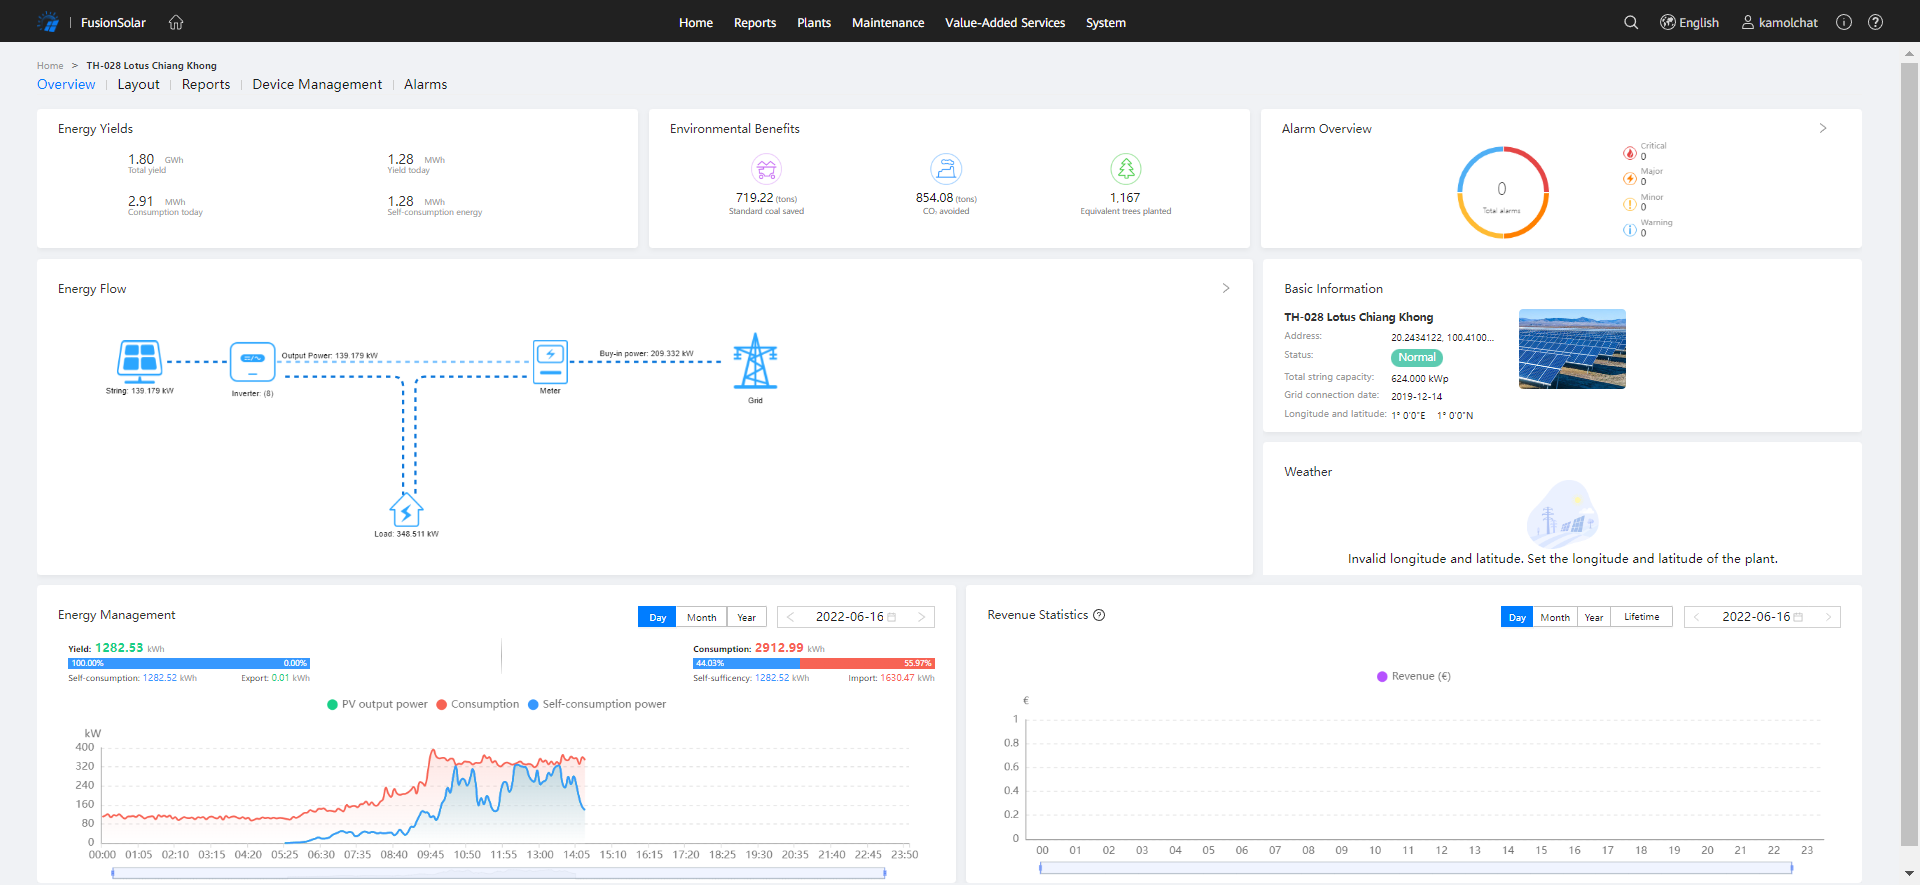 FusionSolar
Home Reports Plants Maintenance Value-Added Services System
English kamolchat
Home > TH-028 Lotus Chiang Khong
Overview Layout Reports Device Management Alarms
Energy Yields
1.80 GWh
Total yield
1.28 MWh
Yield today
2.91 MWh
Consumption today
1.28 MWh
Self-consumption energy
Environmental Benefits
719.22 (tons)
Standard coal saved
854.08 (tons)
CO₂ avoided
1,167
Equivalent trees planted
Alarm Overview
0
Total alarms
Critical
0
Major
0
Minor
0
Warning
0
Energy Flow
String: 139.179 kW
Inverter: (8)
Output Power: 139.179 kW
Meter
Buy-in power: 209.332 kW
Grid
Load: 348.511 kW
Basic Information
TH-028 Lotus Chiang Khong
Address: 20.2434122, 100.4100...
Status: Normal
Total string capacity: 624.000 kWp
Grid connection date: 2019-12-14
Longitude and latitude: 1° 0'0"E 1° 0'0"N
Weather
Invalid longitude and latitude. Set the longitude and latitude of the plant.
Energy Management
Day Month Year
2022-06-16
Yield: 1282.53 kWh
100.00% 0.00%
Self-consumption: 1282.52 kWh Export: 0.01 kWh
Consumption: 2912.99 kWh
44.03% 55.97%
Self-sufficency: 1282.52 kWh Import: 1630.47 kWh
PV output power Consumption Self-consumption power
kW
400
320
240
160
80
0
00:00 01:05 02:10 03:15 04:20 05:25 06:30 07:35 08:40 09:45 10:50 11:55 13:00 14:05 15:10 16:15 17:20 18:25 19:30 20:35 21:40 22:45 23:50
Revenue Statistics
Day Month Year Lifetime
2022-06-16
Revenue (€)
€
1
0.8
0.6
0.4
0.2
0
00 01 02 03 04 05 06 07 08 09 10 11 12 13 14 15 16 17 18 19 20 21 22 23